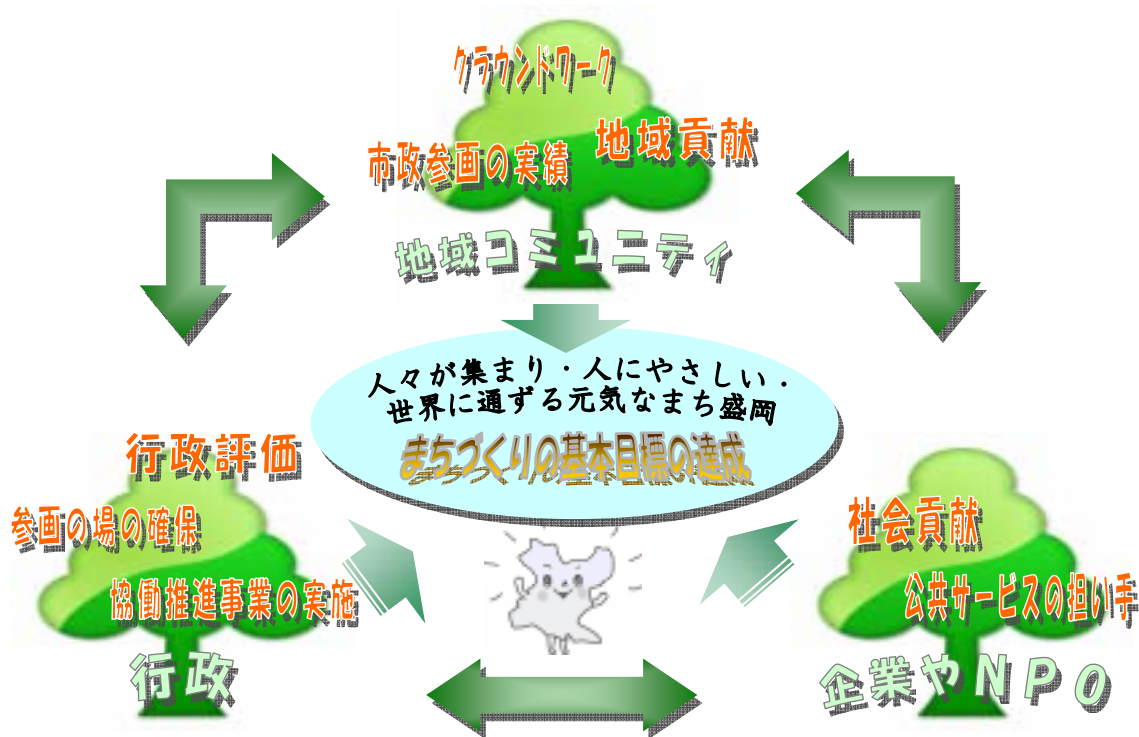 グラウンドワーク
地域貢献
市政参画の実績
地域コミュニティ
人々が集まり・人にやさしい・
世界に通ずる元気なまち盛岡
まちづくりの基本目標の達成
行政評価
参画の場の確保
協働推進事業の実施
行政
社会貢献
公共サービスの担い手
企業やNPO